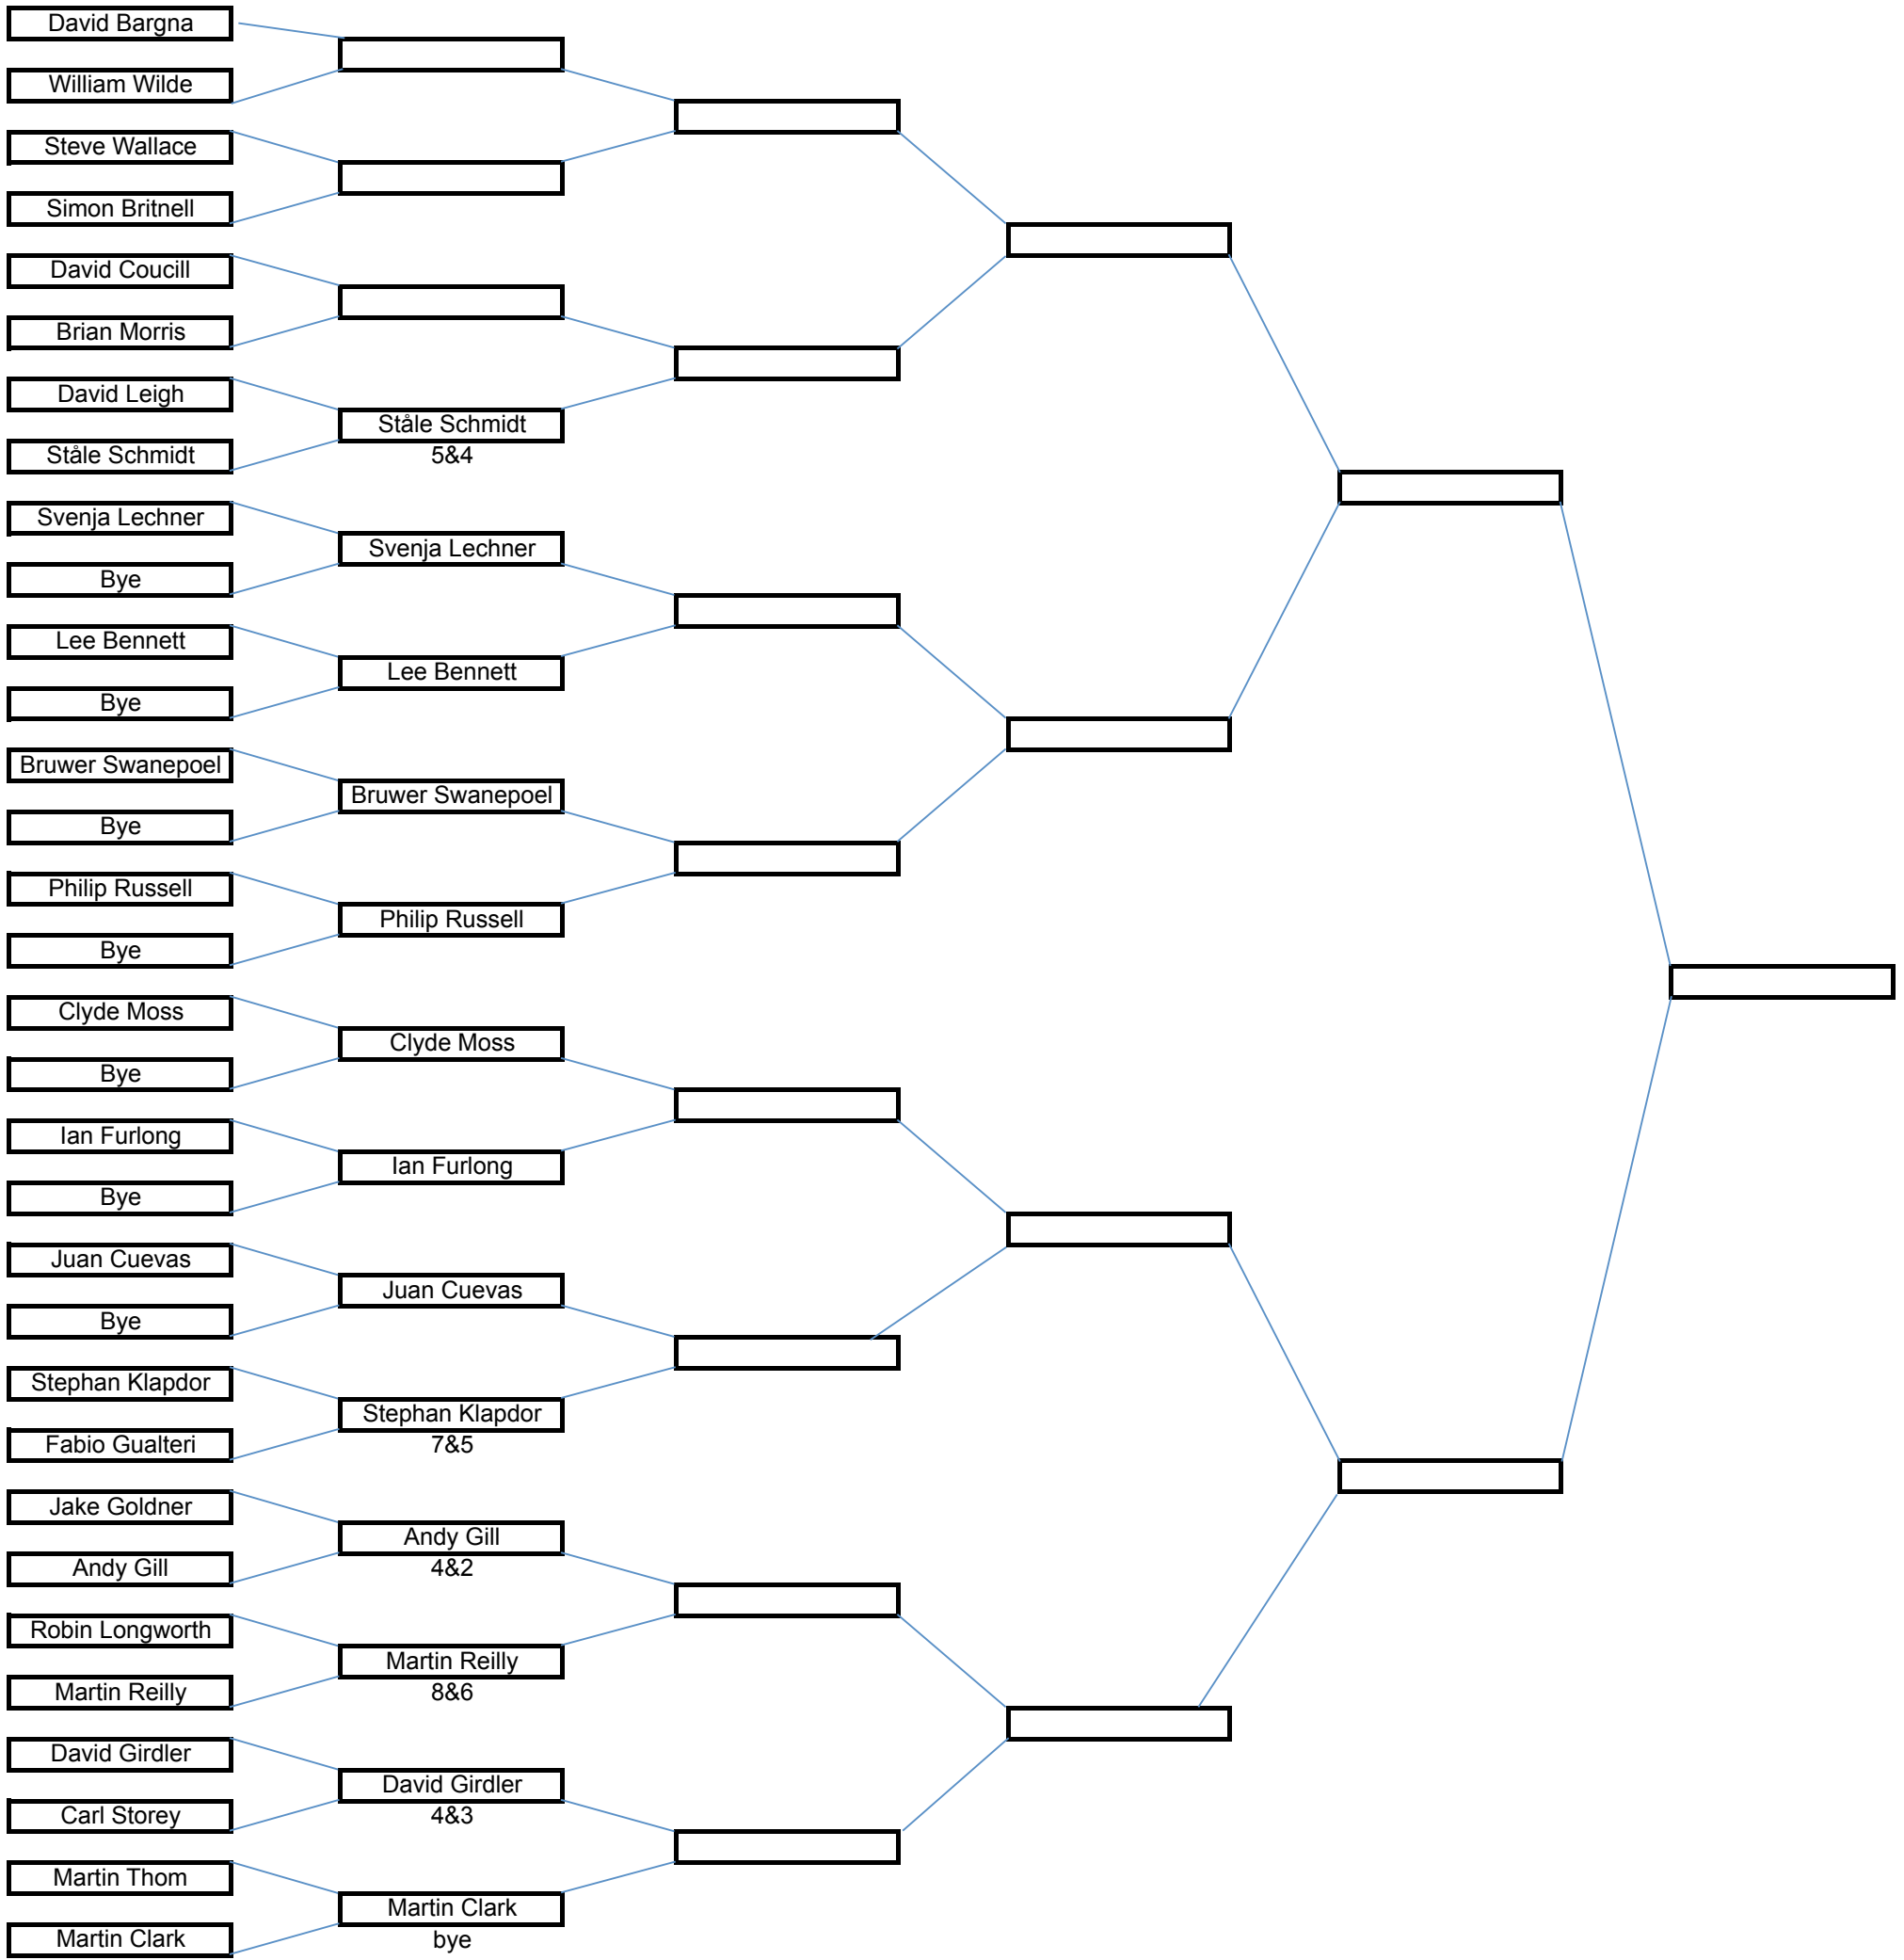 David Bargna
William Wilde
Steve Wallace
Simon Britnell
David Coucill
Brian Morris
David Leigh
Ståle Schmidt
Ståle Schmidt
5&4
Svenja Lechner
Svenja Lechner
Bye
Lee Bennett
Lee Bennett
Bye
Bruwer Swanepoel
Bruwer Swanepoel
Bye
Philip Russell
Philip Russell
Bye
Clyde Moss
Clyde Moss
Bye
Ian Furlong
Ian Furlong
Bye
Juan Cuevas
Juan Cuevas
Bye
Stephan Klapdor
Stephan Klapdor
Fabio Gualteri
7&5
Jake Goldner
Andy Gill
Andy Gill
4&2
Robin Longworth
Martin Reilly
Martin Reilly
8&6
David Girdler
David Girdler
Carl Storey
4&3
Martin Thom
Martin Clark
Martin Clark
bye